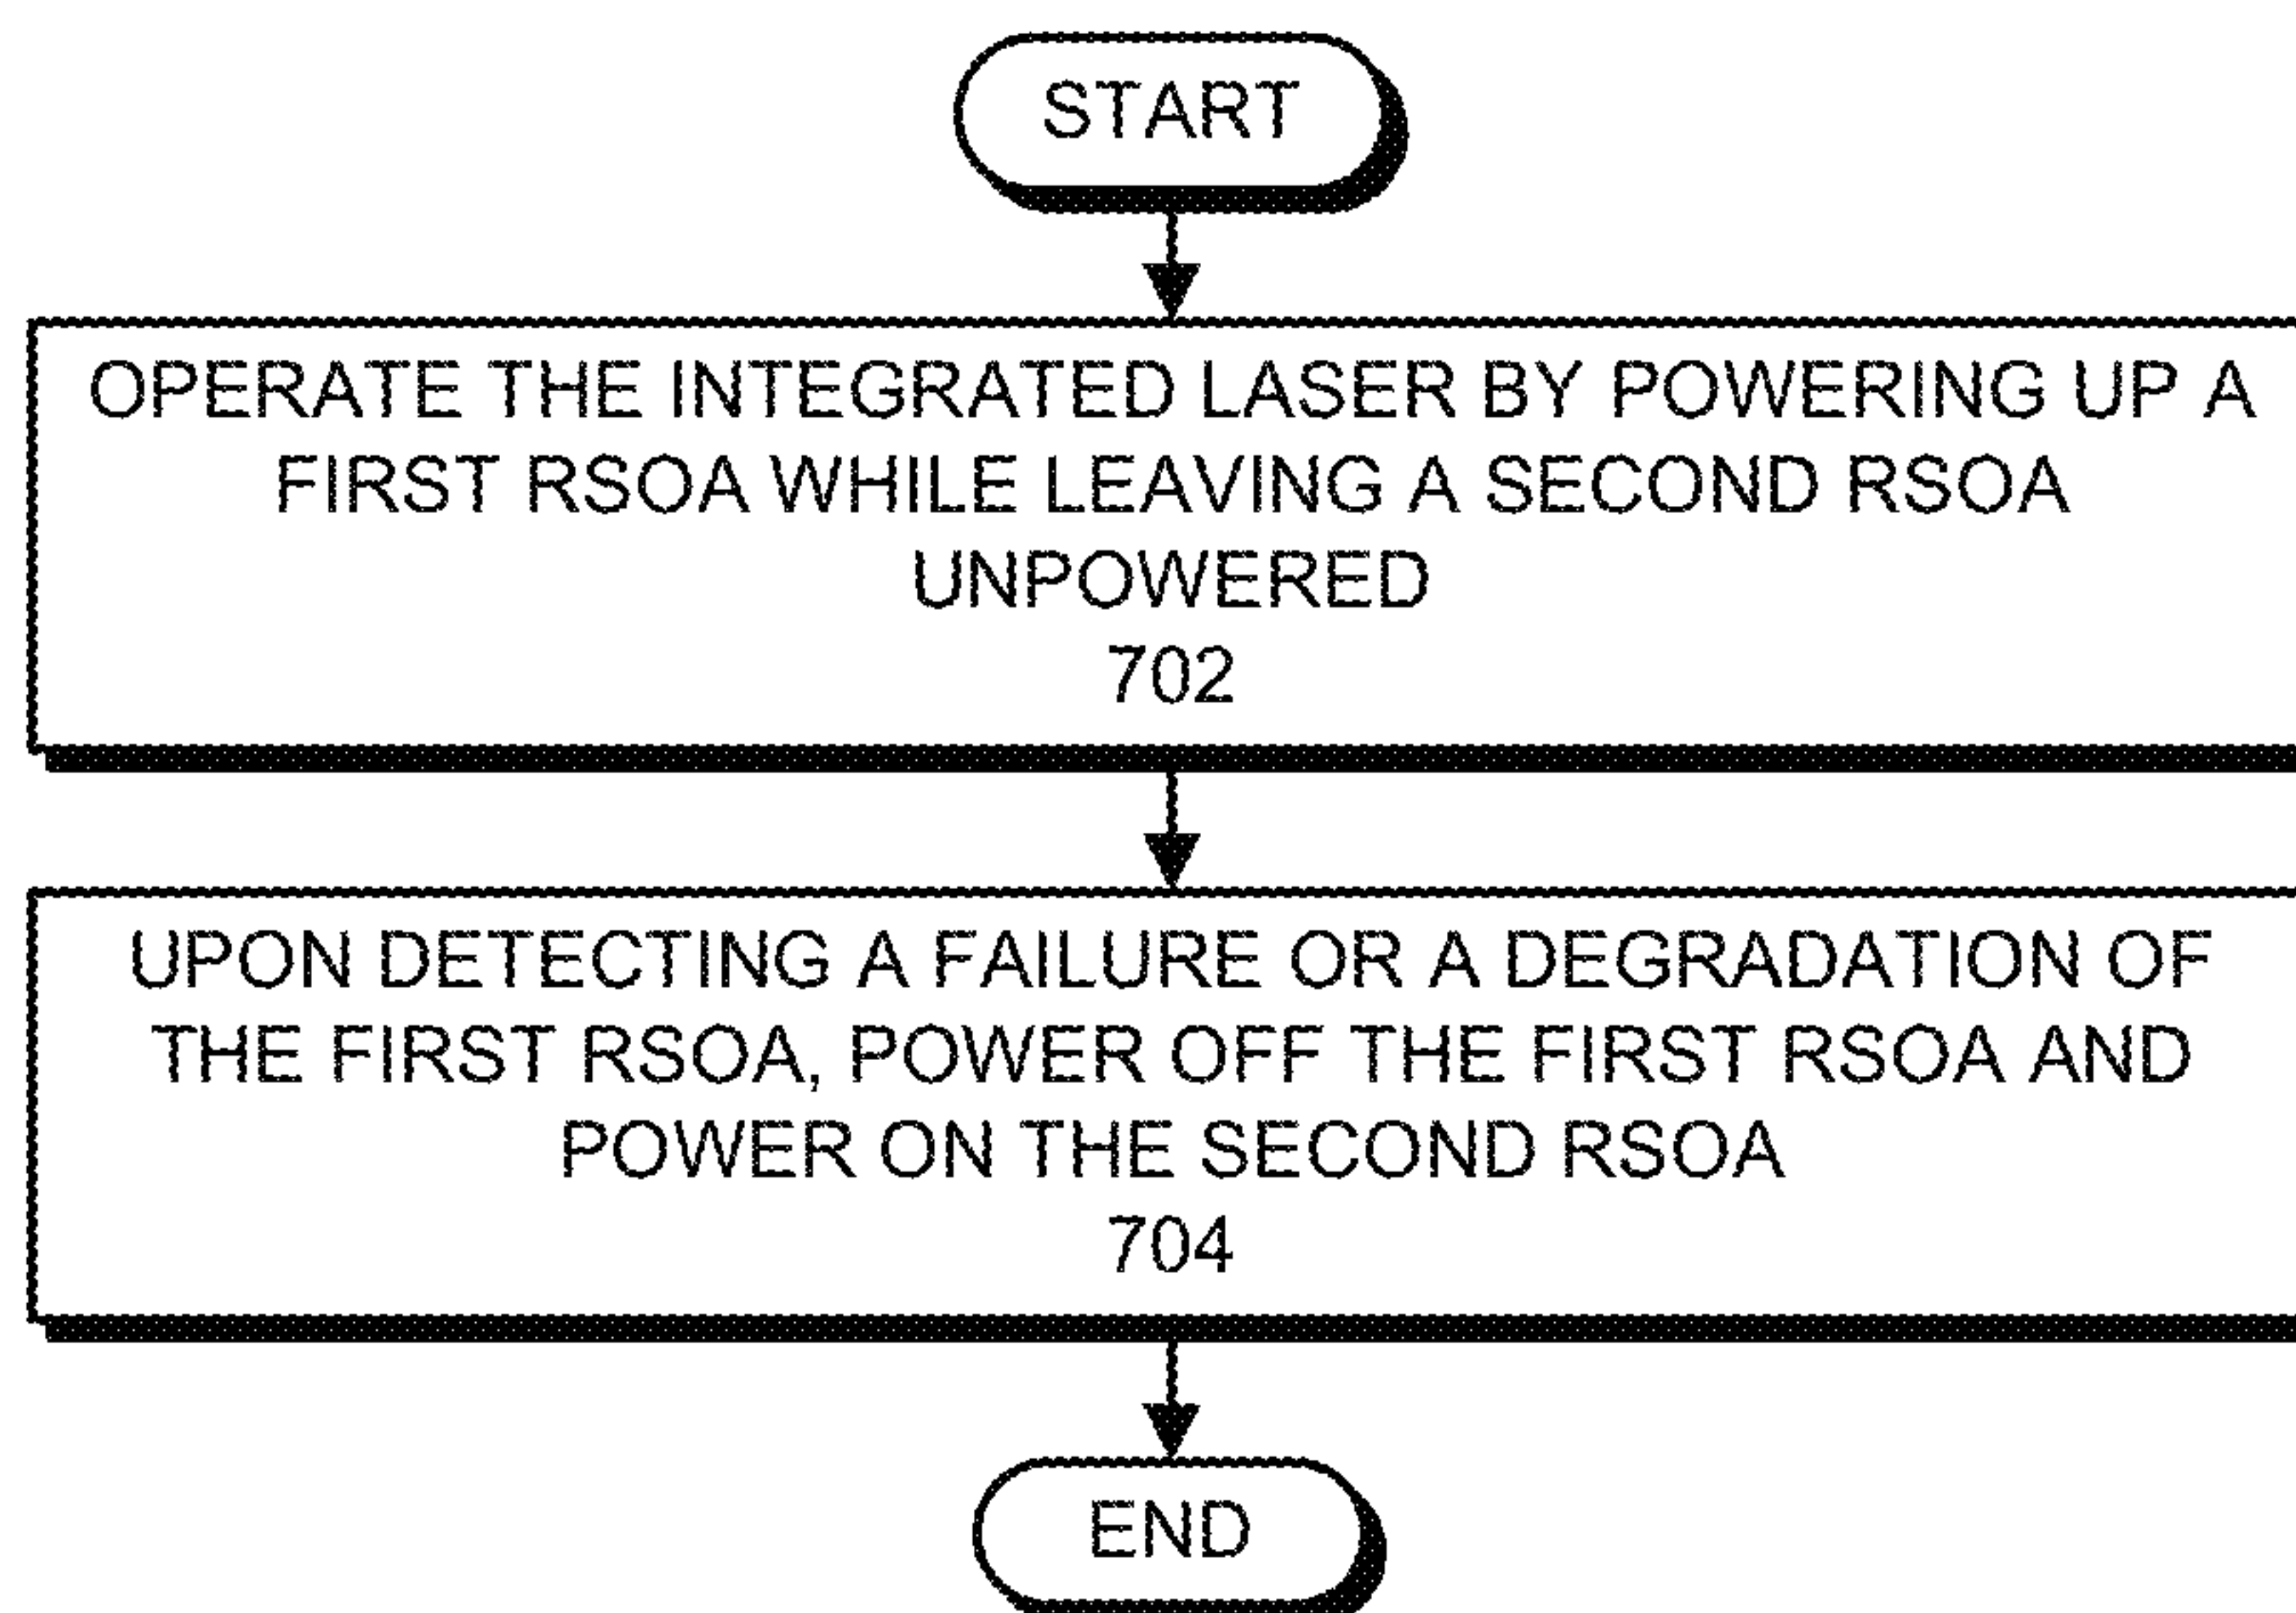 START
OPERATE THE INTEGRATED LASER BY POWERING UP A
FIRST RSOA WHILE LEAVING A SECOND RSOA
UNPOWERED
702
UPON DETECTING A FAILURE OR A DEGRADATION OF
THE FIRST RSOA, POWER OFF THE FIRST RSOA AND
POWER ON THE SECOND RSOA
704
END